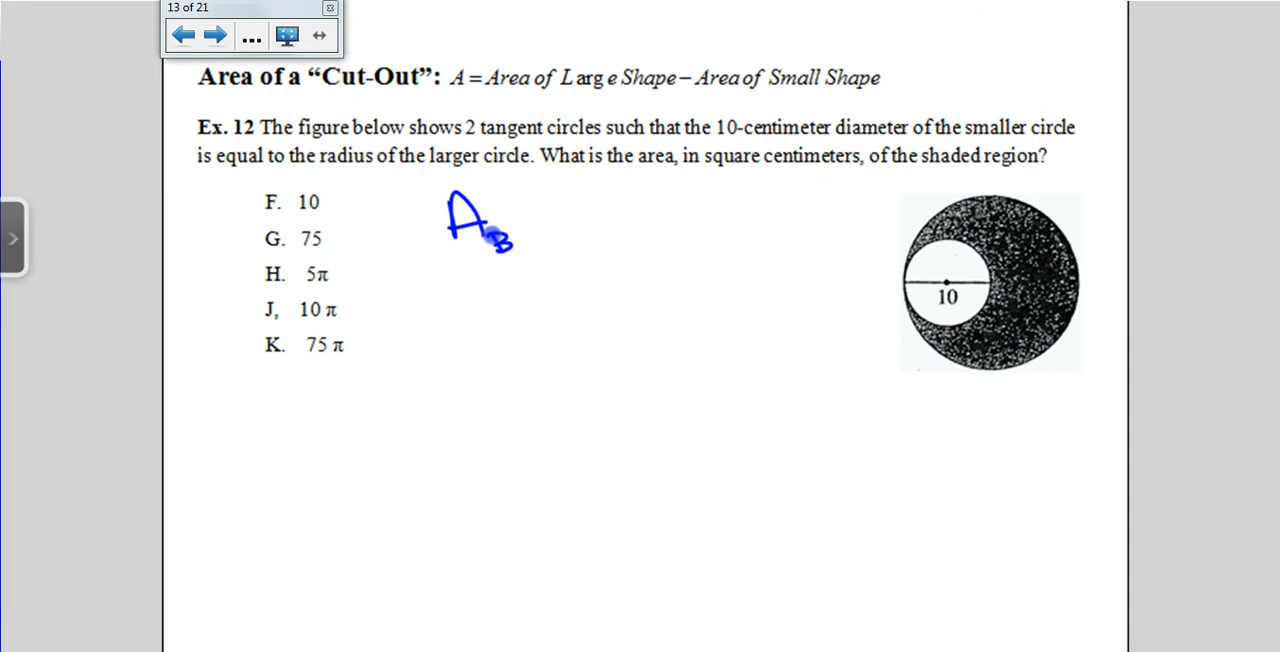 13 of 21
Area of a “Cut-Out”: A = Area of L arg e Shape – Area of Small Shape
Ex. 12 The figure below shows 2 tangent circles such that the 10-centimeter diameter of the smaller circle
is equal to the radius of the larger circle. What is the area, in square centimeters, of the shaded region?
F. 10
G. 75
H. 5π
J, 10 π
K. 75 π
A B
10